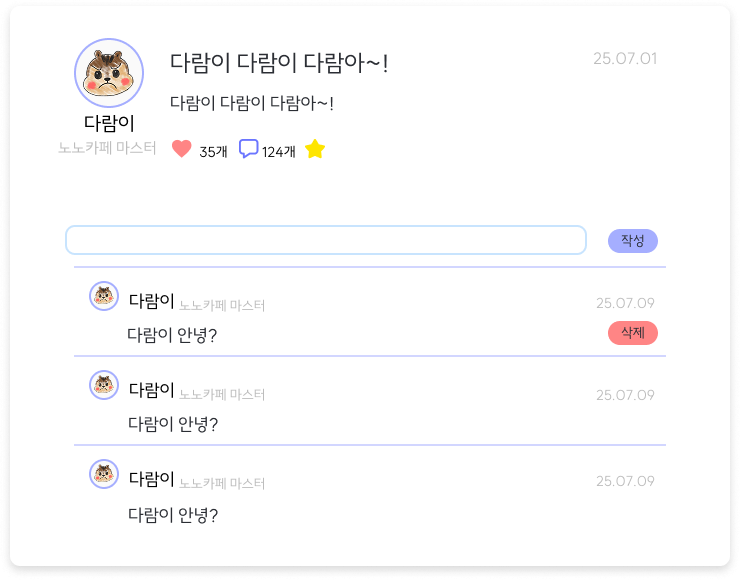 다람이 다람이 다람아~!
25.07.01
다람이 다람이 다람아~!
다람이
노노카페 마스터
35개 124개
작성
다람이 노노카페 마스터
25.07.09
다람이 안녕?
삭제
다람이 노노카페 마스터
25.07.09
다람이 안녕?
다람이 노노카페 마스터
25.07.09
다람이 안녕?